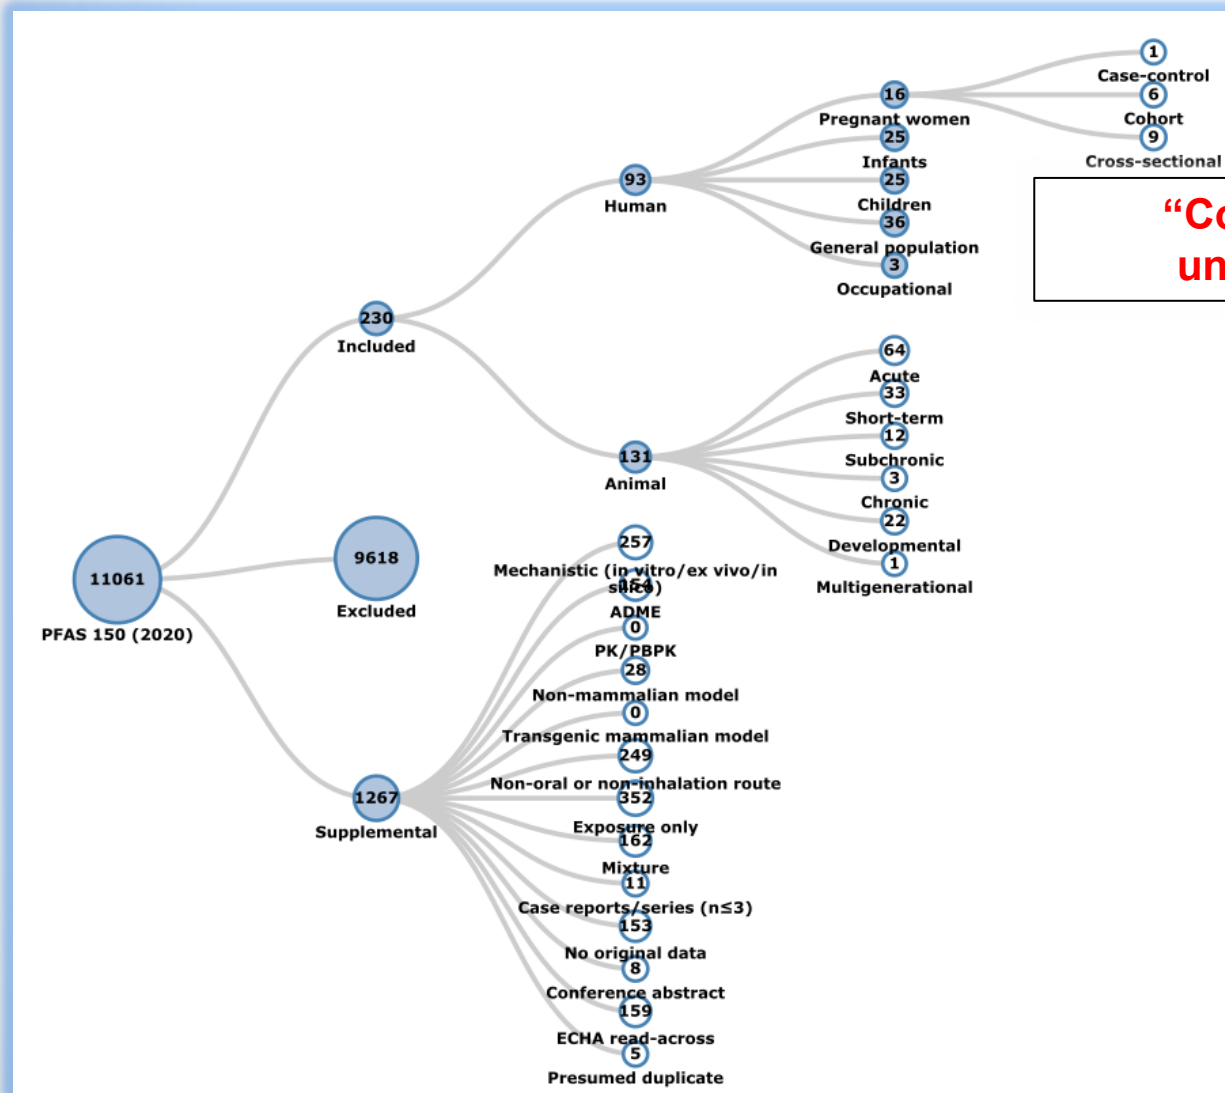 1
Case-control
6
Cohort
9
Cross-sectional
16
Pregnant women
25
Infants
25
Children
36
General population
3
Occupational
93
Human
“Co
un
230
Included
64
Acute
33
Short-term
12
Subchronic
3
Chronic
22
Developmental
1
Multigenerational
131
Animal
11061
PFAS 150 (2020)
9618
Excluded
1267
Supplemental
257
Mechanistic (in vitro/ex vivo/in
silico)
154
ADME
0
PK/PBPK
28
Non-mammalian model
0
Transgenic mammalian model
249
Non-oral or non-inhalation route
352
Exposure only
162
Mixture
11
Case reports/series (n≤3)
153
No original data
8
Conference abstract
159
ECHA read-across
5
Presumed duplicate